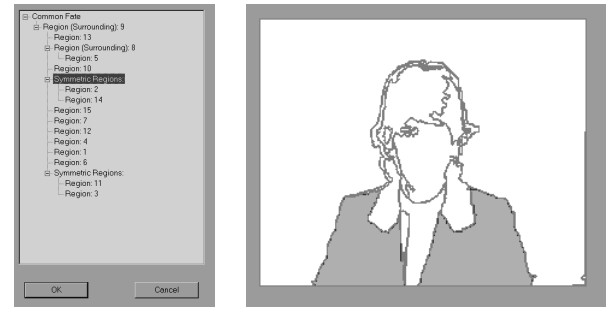 Common Fate
Region (Surrounding): 9
Region: 13
Region (Surrounding): 8
Region: 5
Region: 10
Symmetric Regions:
Region: 2
Region: 14
Region: 15
Region: 7
Region: 12
Region: 4
Region: 1
Region: 6
Symmetric Regions:
Region: 11
Region: 3
OK
Cancel